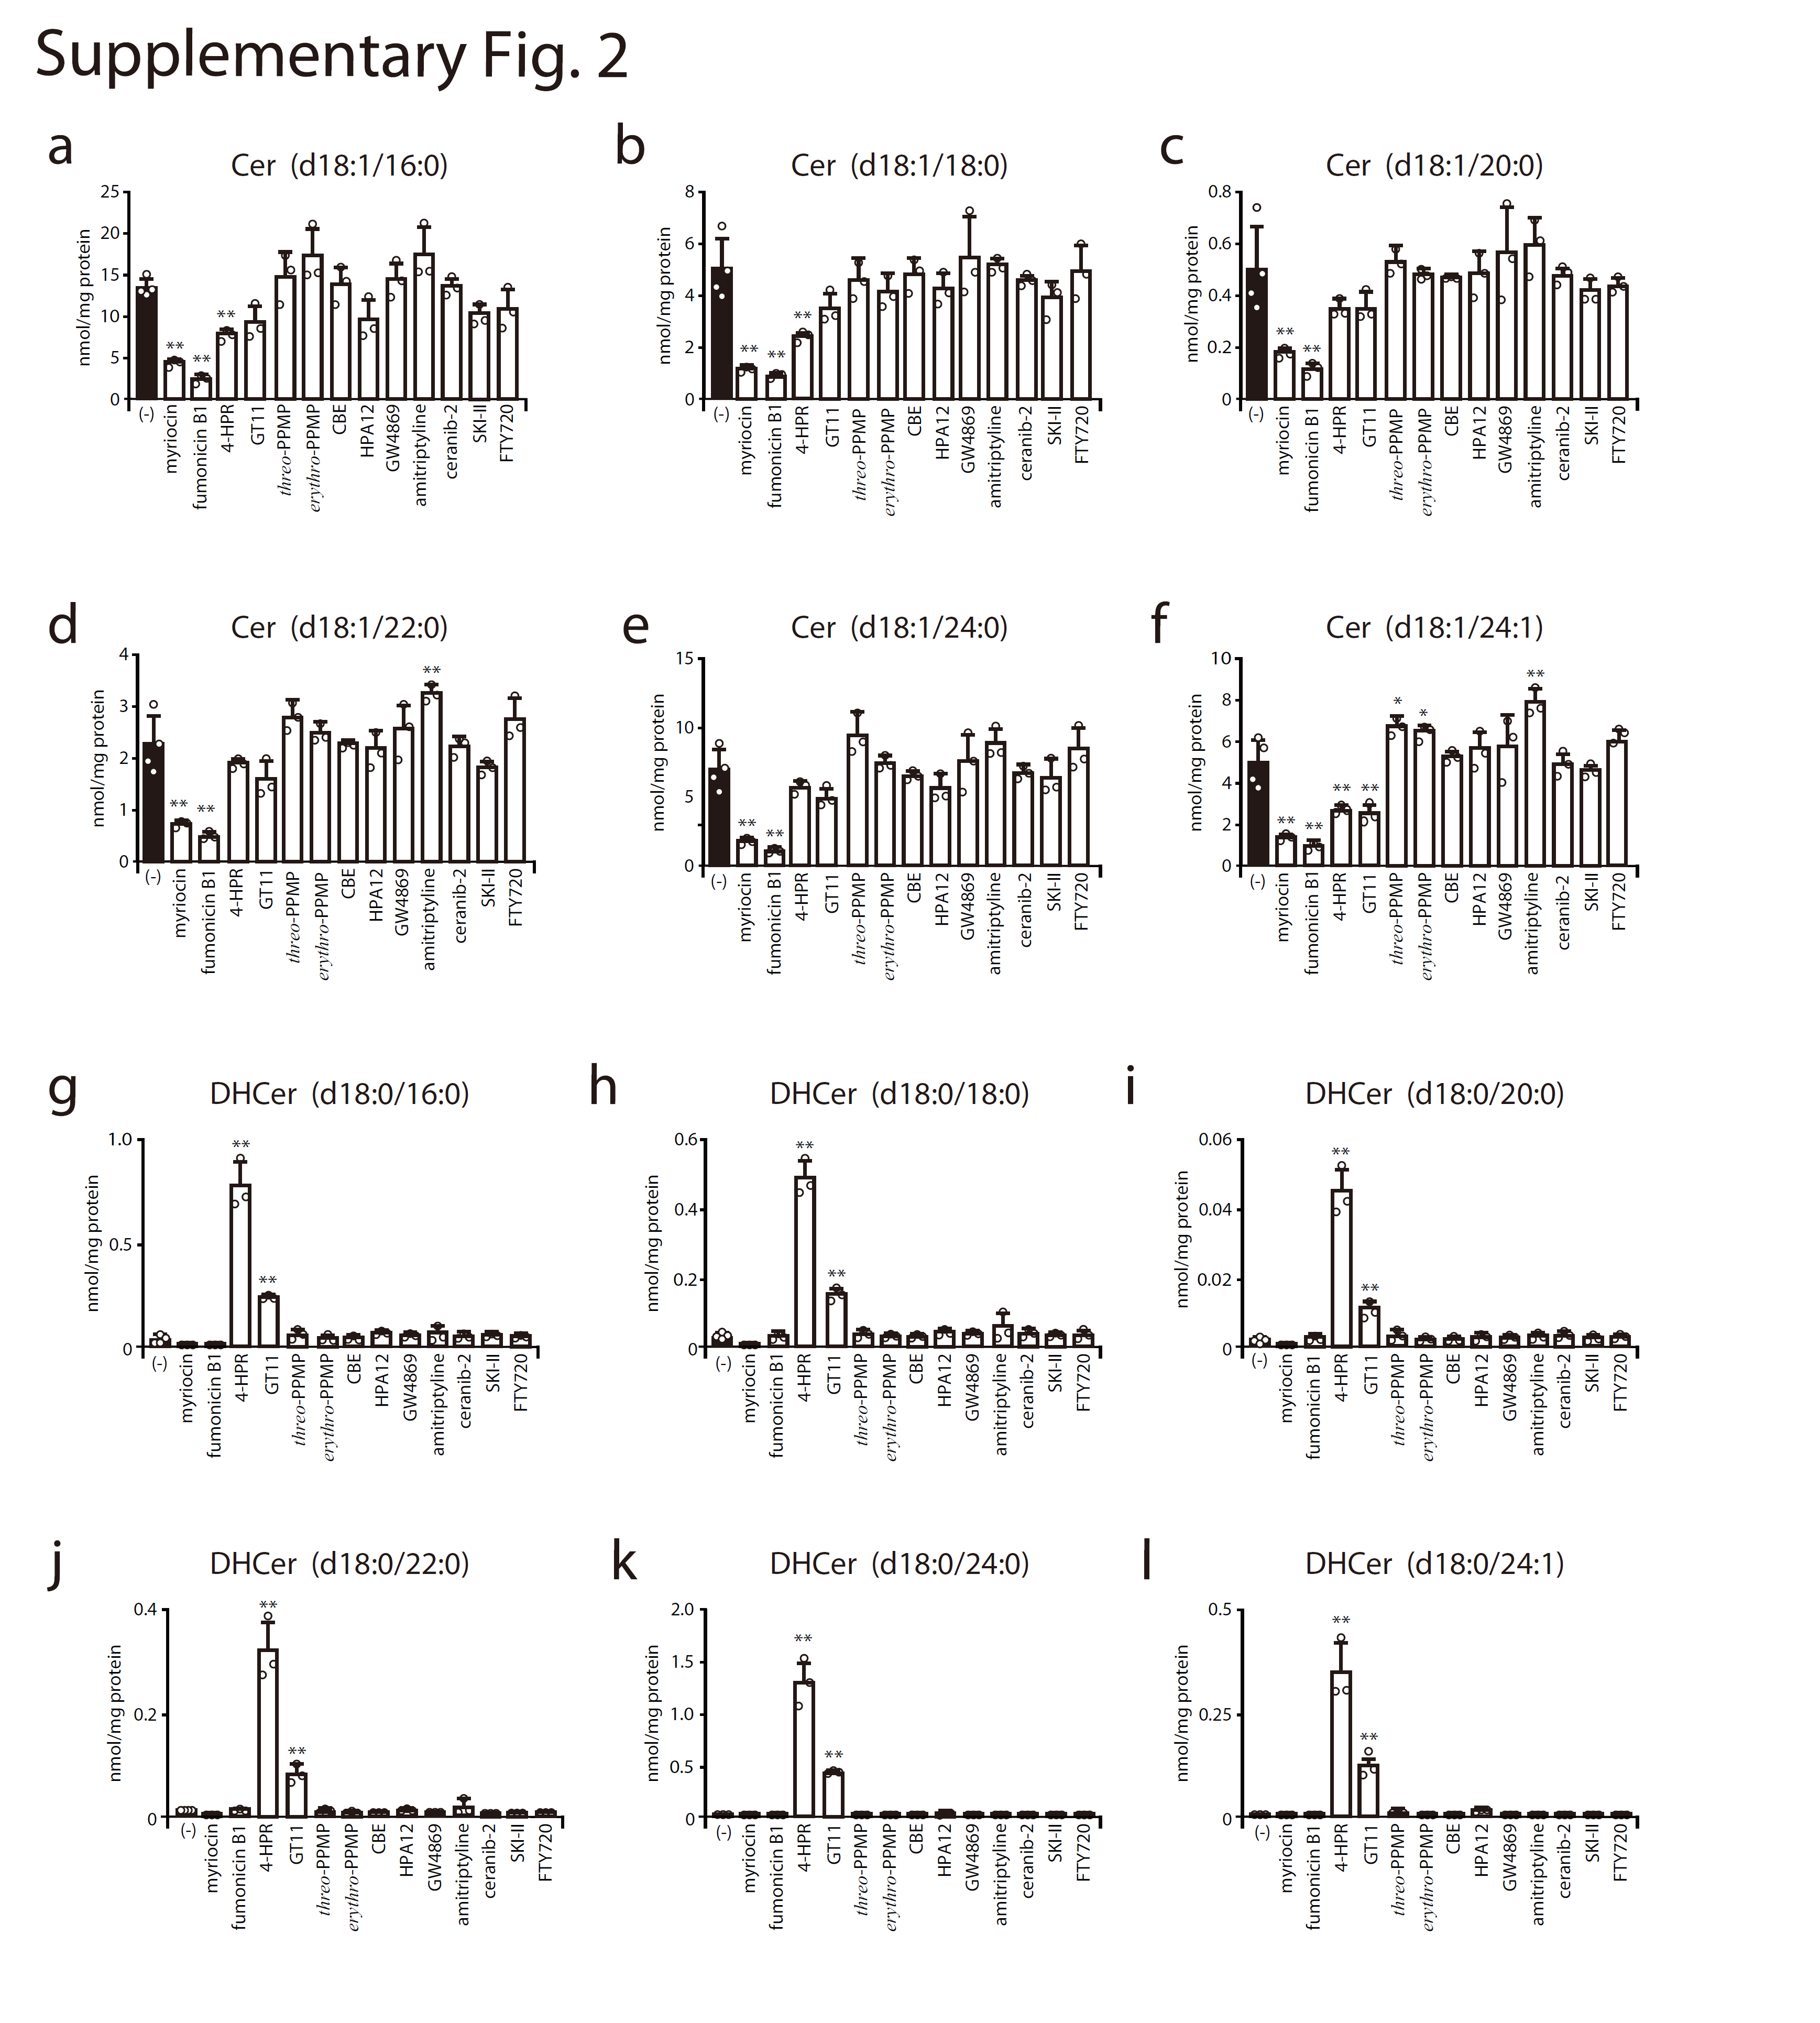 Supplementary Fig. 2
a
Cer (d18:1/16:0)
nmol/mg protein
25
20
15
10
5
0
** ** **
(-) myriocin fumonicin B1 4-HPR GT11 threo-PPMP erythro-PPMP CBE HPA12 GW4869 amitriptyline ceranib-2 SKI-II FTY720
b
Cer (d18:1/18:0)
nmol/mg protein
8
6
4
2
0
** ** **
(-) myriocin fumonicin B1 4-HPR GT11 threo-PPMP erythro-PPMP CBE HPA12 GW4869 amitriptyline ceranib-2 SKI-II FTY720
c
Cer (d18:1/20:0)
nmol/mg protein
0.8
0.6
0.4
0.2
0
** **
(-) myriocin fumonicin B1 4-HPR GT11 threo-PPMP erythro-PPMP CBE HPA12 GW4869 amitriptyline ceranib-2 SKI-II FTY720
d
Cer (d18:1/22:0)
nmol/mg protein
4
3
2
1
0
** ** **
(-) myriocin fumonicin B1 4-HPR GT11 threo-PPMP erythro-PPMP CBE HPA12 GW4869 amitriptyline ceranib-2 SKI-II FTY720
e
Cer (d18:1/24:0)
nmol/mg protein
15
10
5
0
** **
(-) myriocin fumonicin B1 4-HPR GT11 threo-PPMP erythro-PPMP CBE HPA12 GW4869 amitriptyline ceranib-2 SKI-II FTY720
f
Cer (d18:1/24:1)
nmol/mg protein
10
8
6
4
2
0
** ** ** ** * * **
(-) myriocin fumonicin B1 4-HPR GT11 threo-PPMP erythro-PPMP CBE HPA12 GW4869 amitriptyline ceranib-2 SKI-II FTY720
g
DHCer (d18:0/16:0)
nmol/mg protein
1.0
0.5
0
** **
(-) myriocin fumonicin B1 4-HPR GT11 threo-PPMP erythro-PPMP CBE HPA12 GW4869 amitriptyline ceranib-2 SKI-II FTY720
h
DHCer (d18:0/18:0)
nmol/mg protein
0.6
0.4
0.2
0
** **
(-) myriocin fumonicin B1 4-HPR GT11 threo-PPMP erythro-PPMP CBE HPA12 GW4869 amitriptyline ceranib-2 SKI-II FTY720
i
DHCer (d18:0/20:0)
nmol/mg protein
0.06
0.04
0.02
0
** **
(-) myriocin fumonicin B1 4-HPR GT11 threo-PPMP erythro-PPMP CBE HPA12 GW4869 amitriptyline ceranib-2 SKI-II FTY720
j
DHCer (d18:0/22:0)
nmol/mg protein
0.4
0.2
0
** **
(-) myriocin fumonicin B1 4-HPR GT11 threo-PPMP erythro-PPMP CBE HPA12 GW4869 amitriptyline ceranib-2 SKI-II FTY720
k
DHCer (d18:0/24:0)
nmol/mg protein
2.0
1.5
1.0
0.5
0
** **
(-) myriocin fumonicin B1 4-HPR GT11 threo-PPMP erythro-PPMP CBE HPA12 GW4869 amitriptyline ceranib-2 SKI-II FTY720
l
DHCer (d18:0/24:1)
nmol/mg protein
0.5
0.25
0
** **
(-) myriocin fumonicin B1 4-HPR GT11 threo-PPMP erythro-PPMP CBE HPA12 GW4869 amitriptyline ceranib-2 SKI-II FTY720